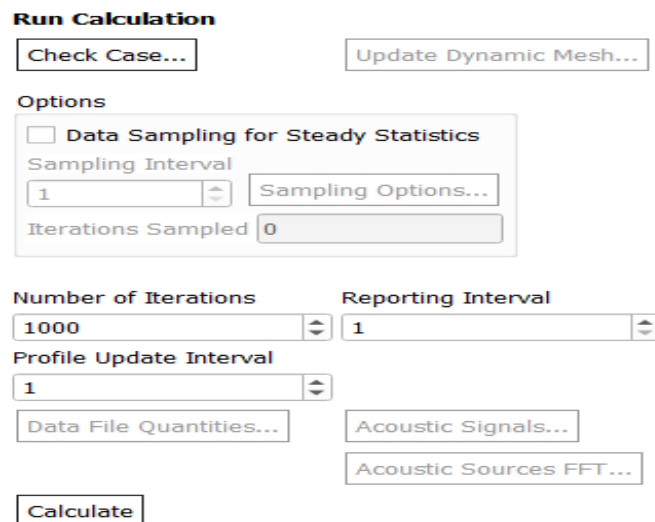 Run Calculation
Check Case... Update Dynamic Mesh...
Options
Data Sampling for Steady Statistics
Sampling Interval
1 Sampling Options...
Iterations Sampled 0
Number of Iterations Reporting Interval
1000 1
Profile Update Interval
1
Data File Quantities... Acoustic Signals...
Acoustic Sources FFT...
Calculate